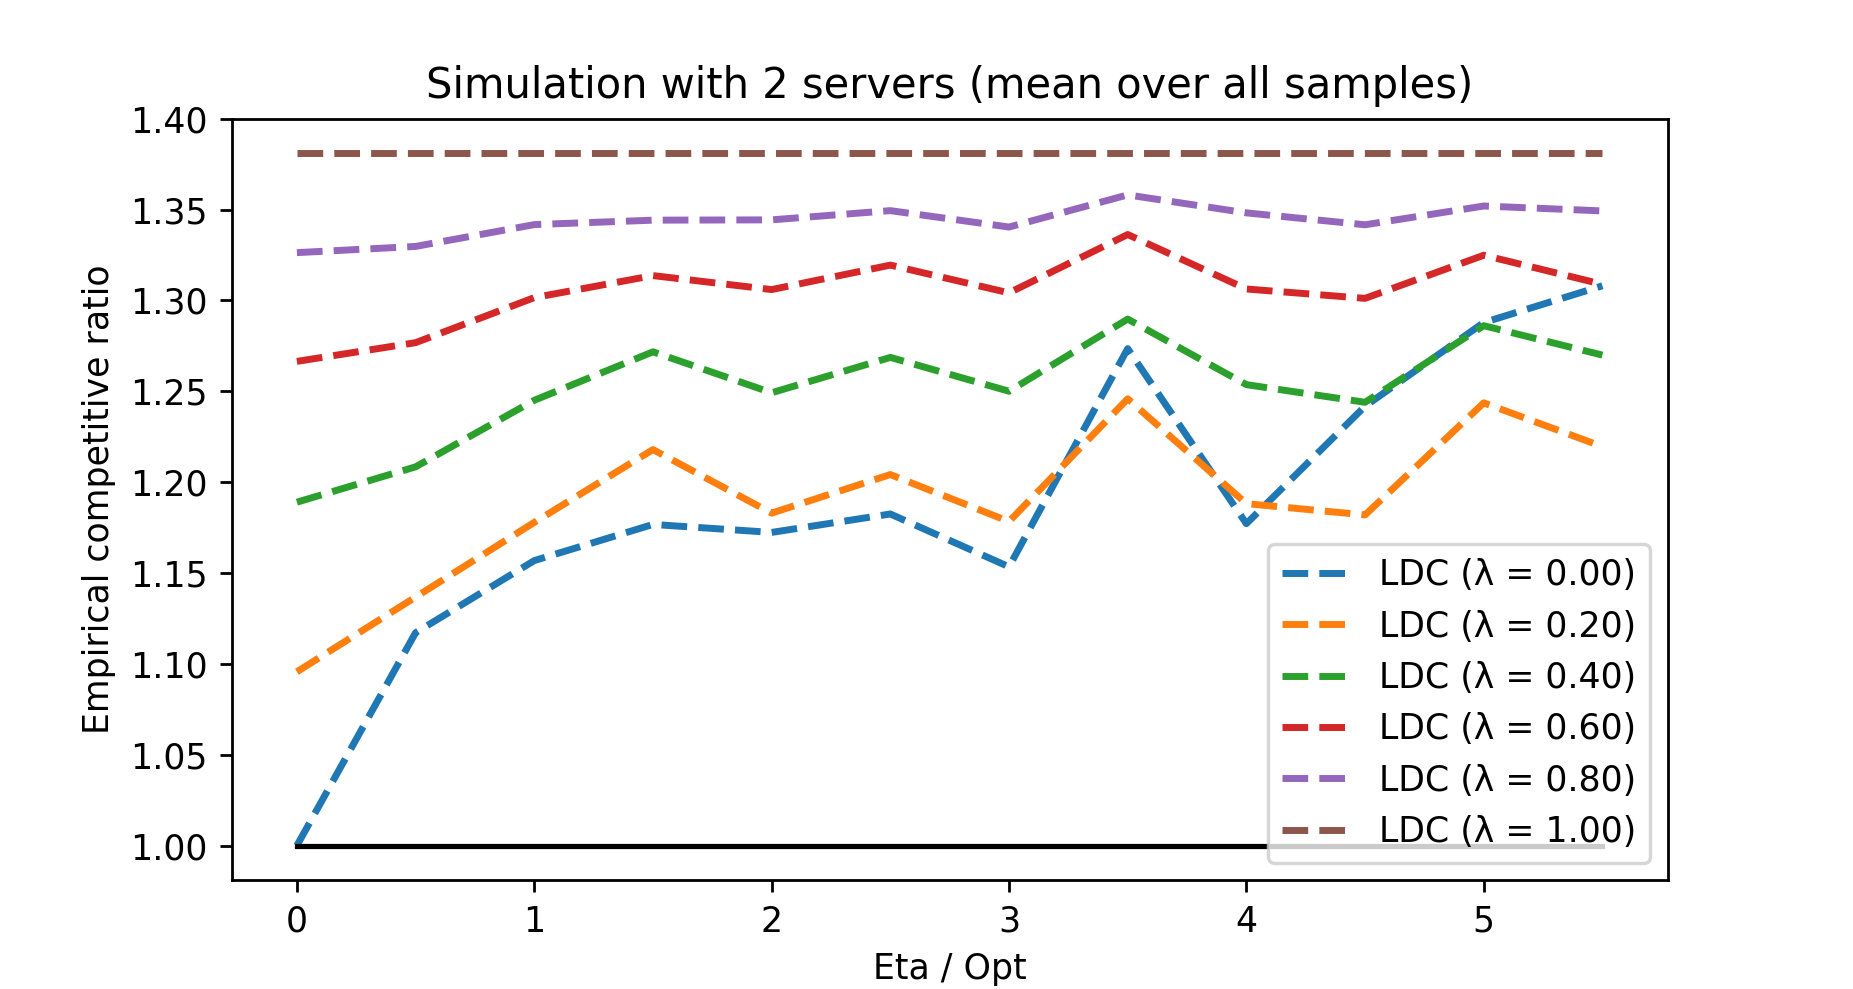 Simulation with 2 servers (mean over all samples)
Empirical competitive ratio
1.40
1.35
1.30
1.25
1.20
1.15
1.10
1.05
1.00
LDC (λ = 0.00)
LDC (λ = 0.20)
LDC (λ = 0.40)
LDC (λ = 0.60)
LDC (λ = 0.80)
LDC (λ = 1.00)
0 1 2 3 4 5
Eta / Opt